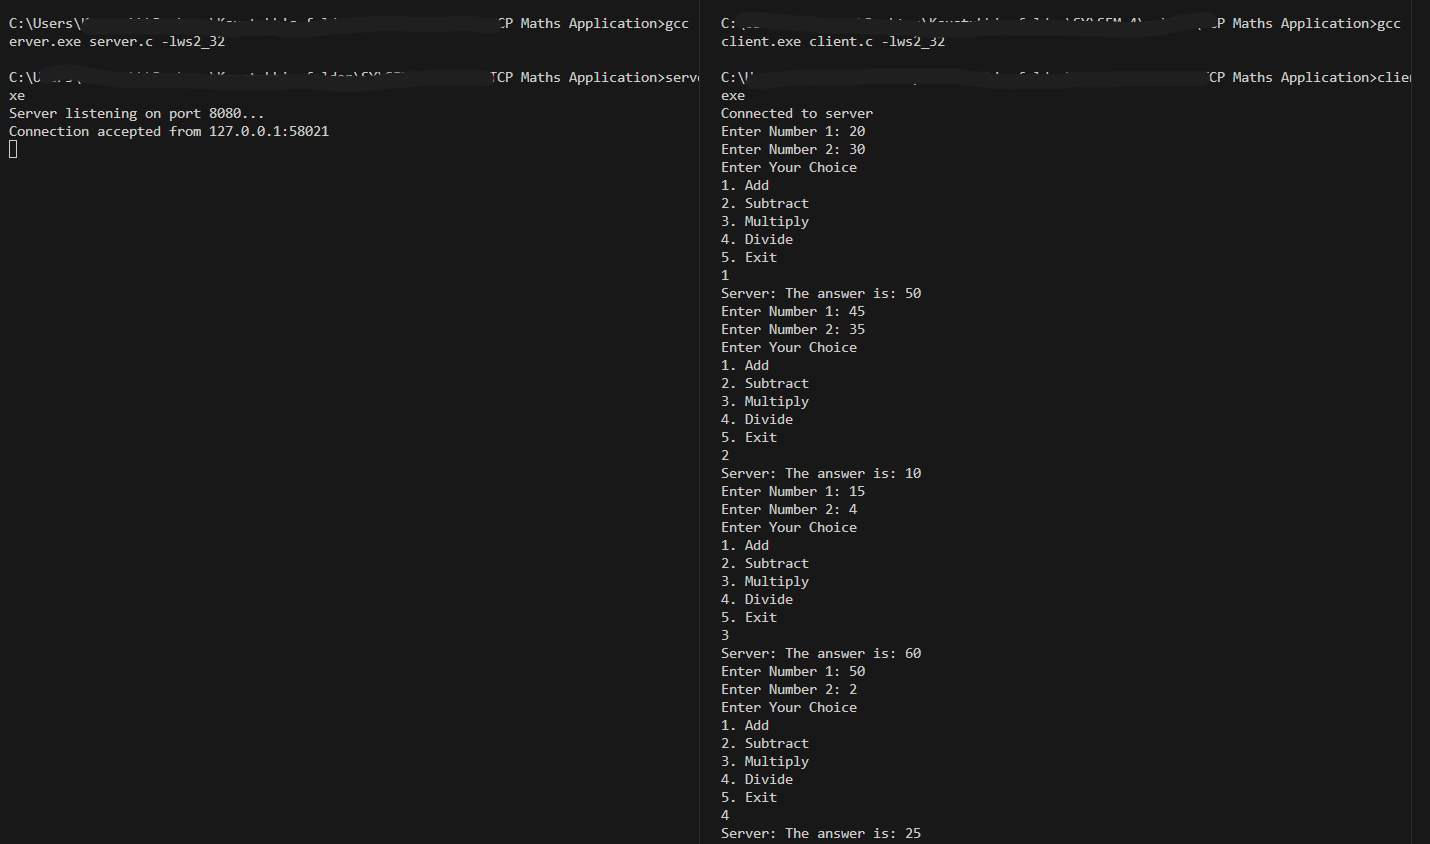 C:\Users\ CP Maths Application>gcc
erver.exe server.c -lws2_32
TCP Maths Application>serve
xe
Server listening on port 8080...
Connection accepted from 127.0.0.1:58021
CP Maths Application>gcc
client.exe client.c -lws2_32
CP Maths Application>clien
exe
Connected to server
Enter Number 1: 20
Enter Number 2: 30
Enter Your Choice
1. Add
2. Subtract
3. Multiply
4. Divide
5. Exit
1
Server: The answer is: 50
Enter Number 1: 45
Enter Number 2: 35
Enter Your Choice
1. Add
2. Subtract
3. Multiply
4. Divide
5. Exit
2
Server: The answer is: 10
Enter Number 1: 15
Enter Number 2: 4
Enter Your Choice
1. Add
2. Subtract
3. Multiply
4. Divide
5. Exit
3
Server: The answer is: 60
Enter Number 1: 50
Enter Number 2: 2
Enter Your Choice
1. Add
2. Subtract
3. Multiply
4. Divide
5. Exit
4
Server: The answer is: 25